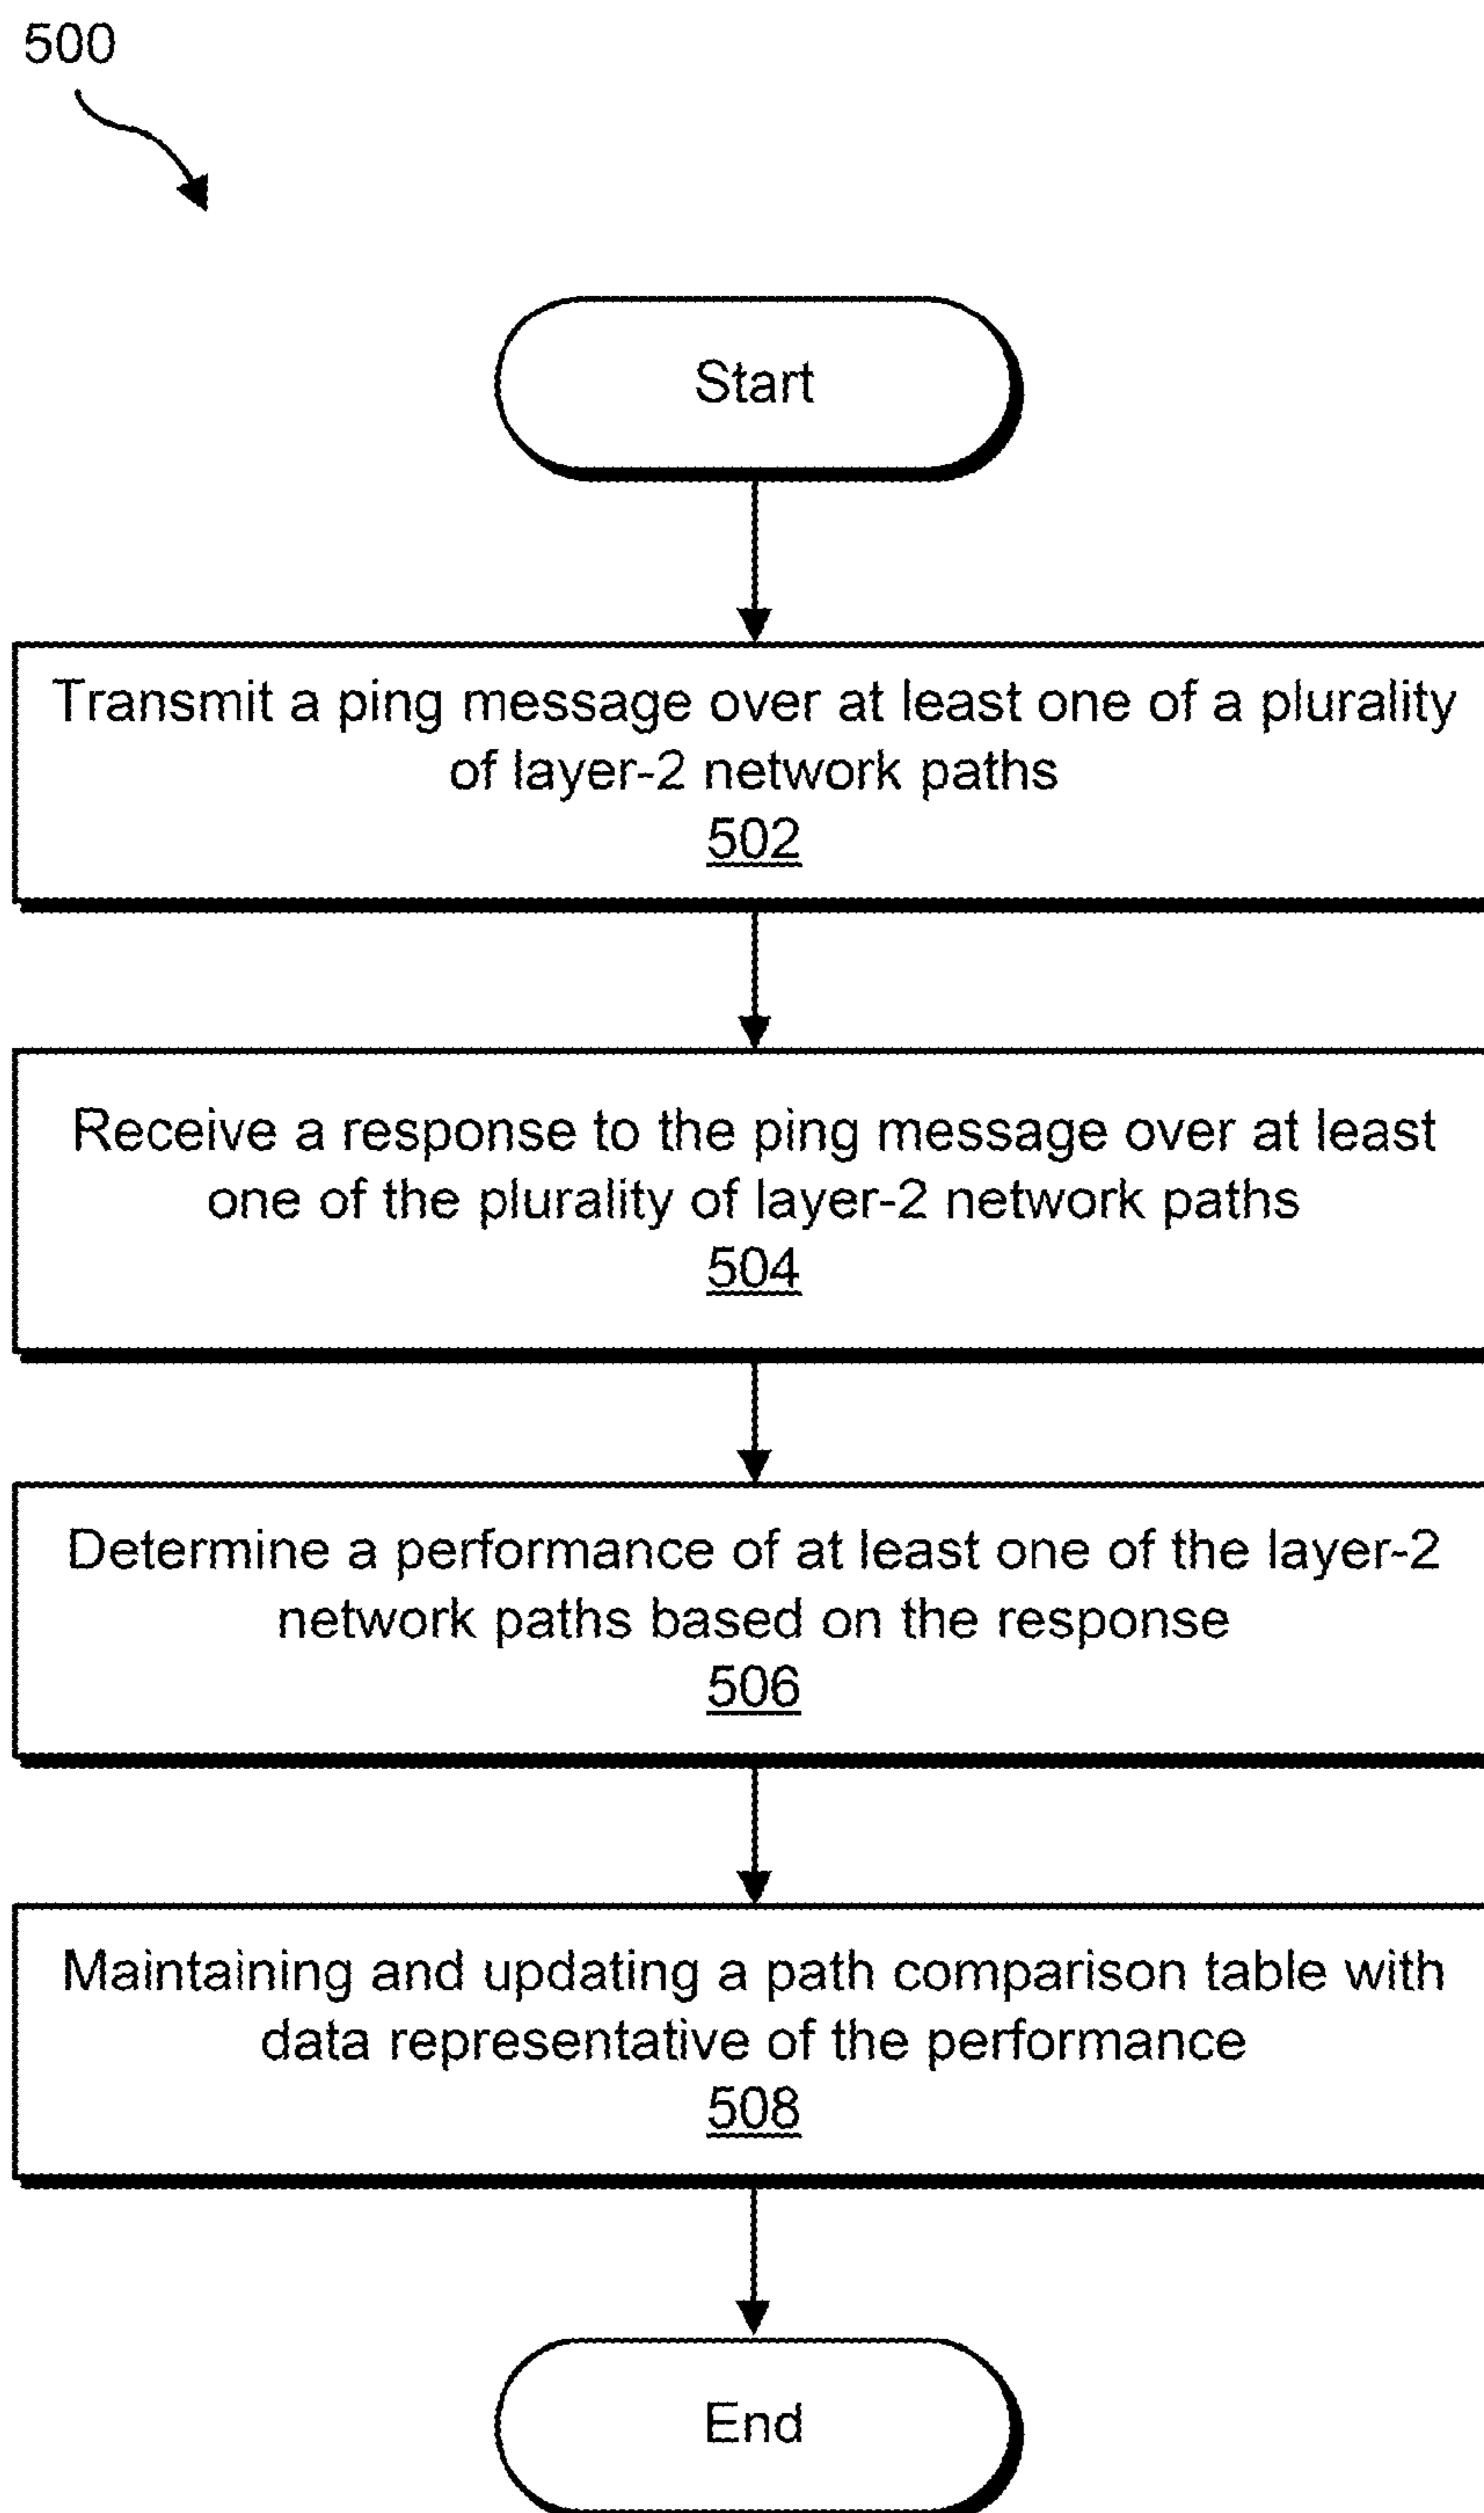 500
Start
Transmit a ping message over at least one of a plurality
of layer-2 network paths
502
Receive a response to the ping message over at least
one of the plurality of layer-2 network paths
504
Determine a performance of at least one of the layer-2
network paths based on the response
506
Maintaining and updating a path comparison table with
data representative of the performance
508
End